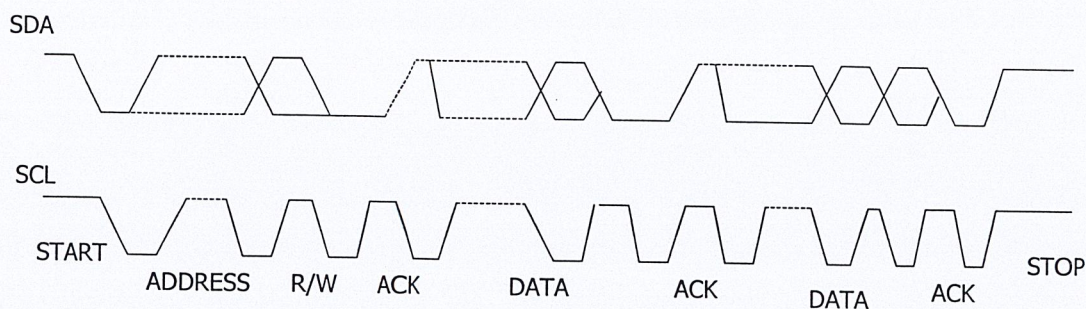 SDA
SCL
START
STOP
ADDRESS R/W ACK DATA ACK DATA ACK